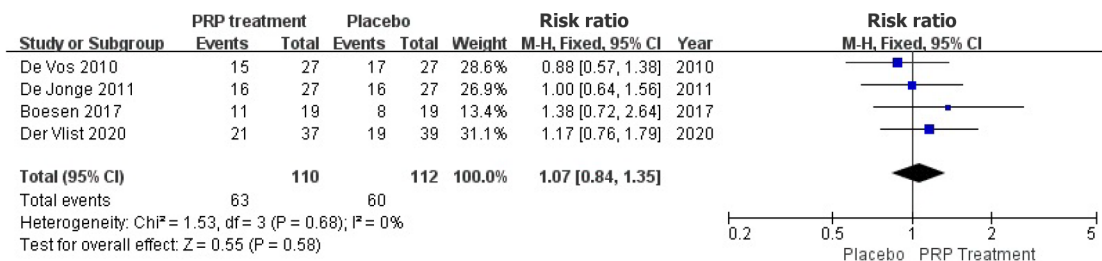 PRP treatment Placebo Risk ratio Risk ratio
Study or Subgroup Events Total Events Total Weight M-H, Fixed, 95% CI Year M-H, Fixed, 95% CI
De Vos 2010 15 27 17 27 28.6% 0.88 [0.57, 1.38] 2010
De Jonge 2011 16 27 16 27 26.9% 1.00 [0.64, 1.56] 2011
Boesen 2017 11 19 8 19 13.4% 1.38 [0.72, 2.64] 2017
Der Vlist 2020 21 37 19 39 31.1% 1.17 [0.76, 1.79] 2020
Total (95% CI) 110 112 100.0% 1.07 [0.84, 1.35]
Total events 63 60
Heterogeneity: Chi² = 1.53, df = 3 (P = 0.68); I² = 0%
Test for overall effect: Z = 0.55 (P = 0.58)
0.2 0.5 1 2 5
Placebo PRP Treatment